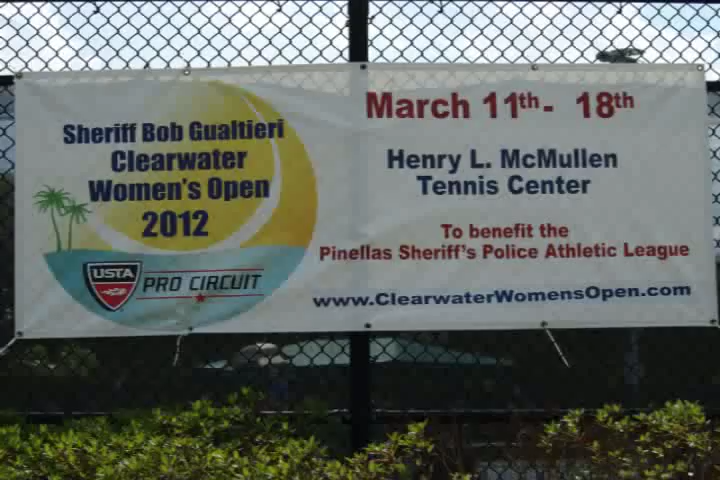 Sheriff Bob Gualtieri
Clearwater
Women's Open
2012
USTA PRO CIRCUIT
March 11th - 18th
Henry L. McMullen
Tennis Center
To benefit the
Pinellas Sheriff's Police Athletic League
www.ClearwaterWomensOpen.com